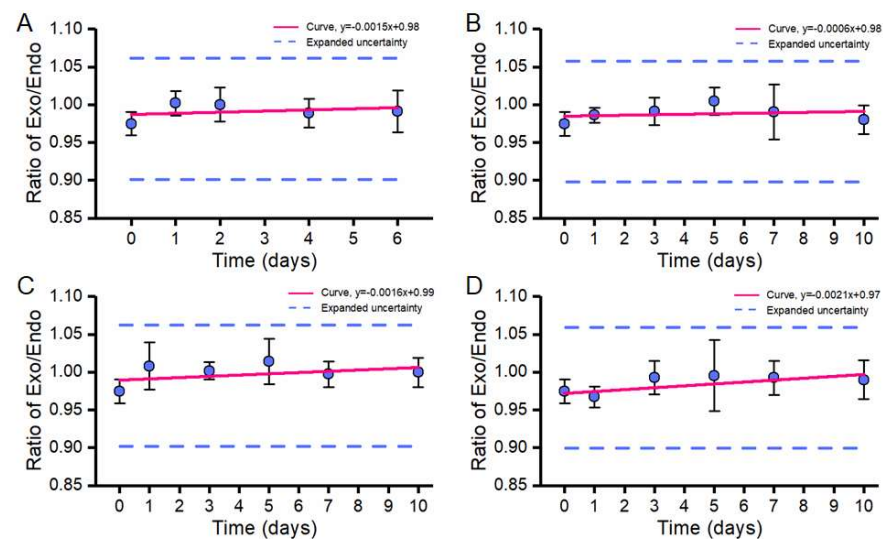 A
Curve, y=-0.0015x+0.98
Expanded uncertainty
Ratio of Exo/Endo
1.10
1.05
1.00
0.95
0.90
0.85
0 1 2 3 4 5 6
Time (days)
B
Curve, y=-0.0006x+0.98
Expanded uncertainty
Ratio of Exo/Endo
1.10
1.05
1.00
0.95
0.90
0.85
0 1 2 3 4 5 6 7 8 9 10
Time (days)
C
Curve, y=-0.0016x+0.99
Expanded uncertainty
Ratio of Exo/Endo
1.10
1.05
1.00
0.95
0.90
0.85
0 1 2 3 4 5 6 7 8 9 10
Time (days)
D
Curve, y=-0.0021x+0.97
Expanded uncertainty
Ratio of Exo/Endo
1.10
1.05
1.00
0.95
0.90
0.85
0 1 2 3 4 5 6 7 8 9 10
Time (days)